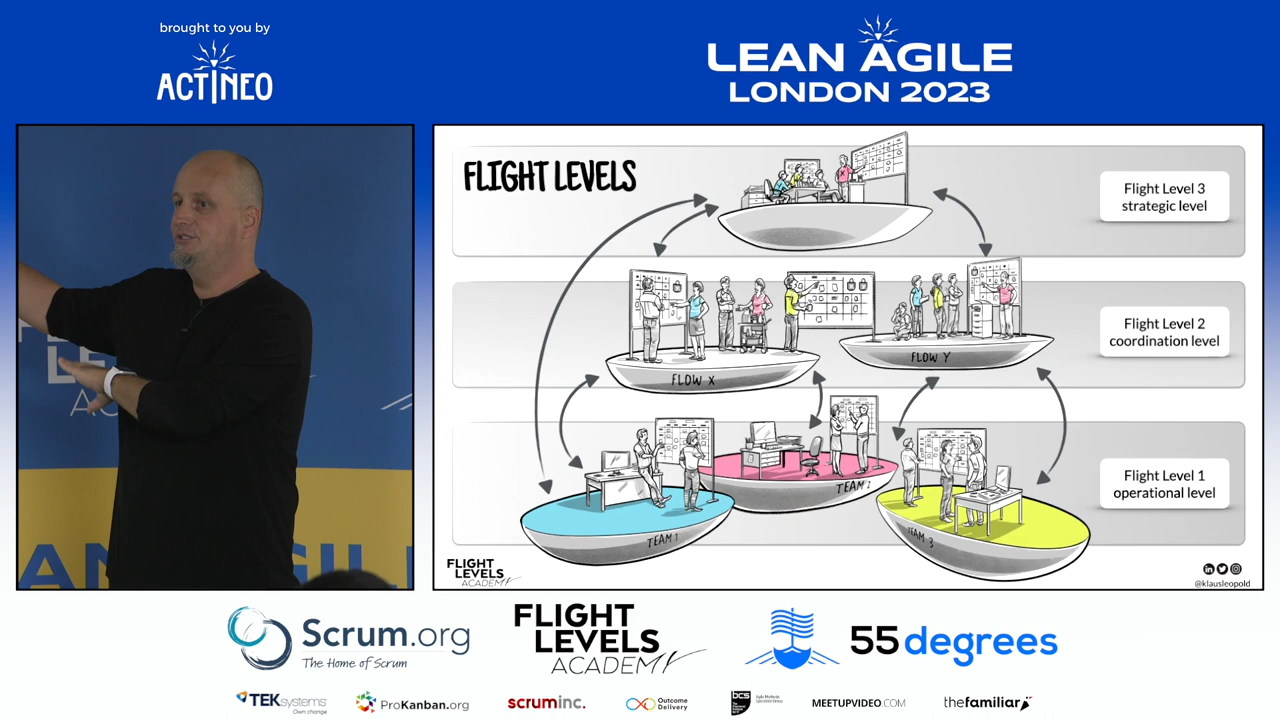 brought to you by
ACTINEO
LEAN AGILE
LONDON 2023
FLIGHT LEVELS
Flight Level 3
strategic level
Flight Level 2
coordination level
FLOW X
FLOW Y
Flight Level 1
operational level
TEAM 1
TEAM 2
TEAM 3
FLIGHT
LEVELS
ACADEMY
@klausleopold
LEAN AGIL
Scrum.org
The Home of Scrum
FLIGHT
LEVELS
ACADEMY
55degrees
TEKsystems
Own change
ProKanban.org
scruminc.
Outcome
Delivery
bcs
Agile Methods
Specialist Group
MEETUPVIDEO.COM
thefamiliar